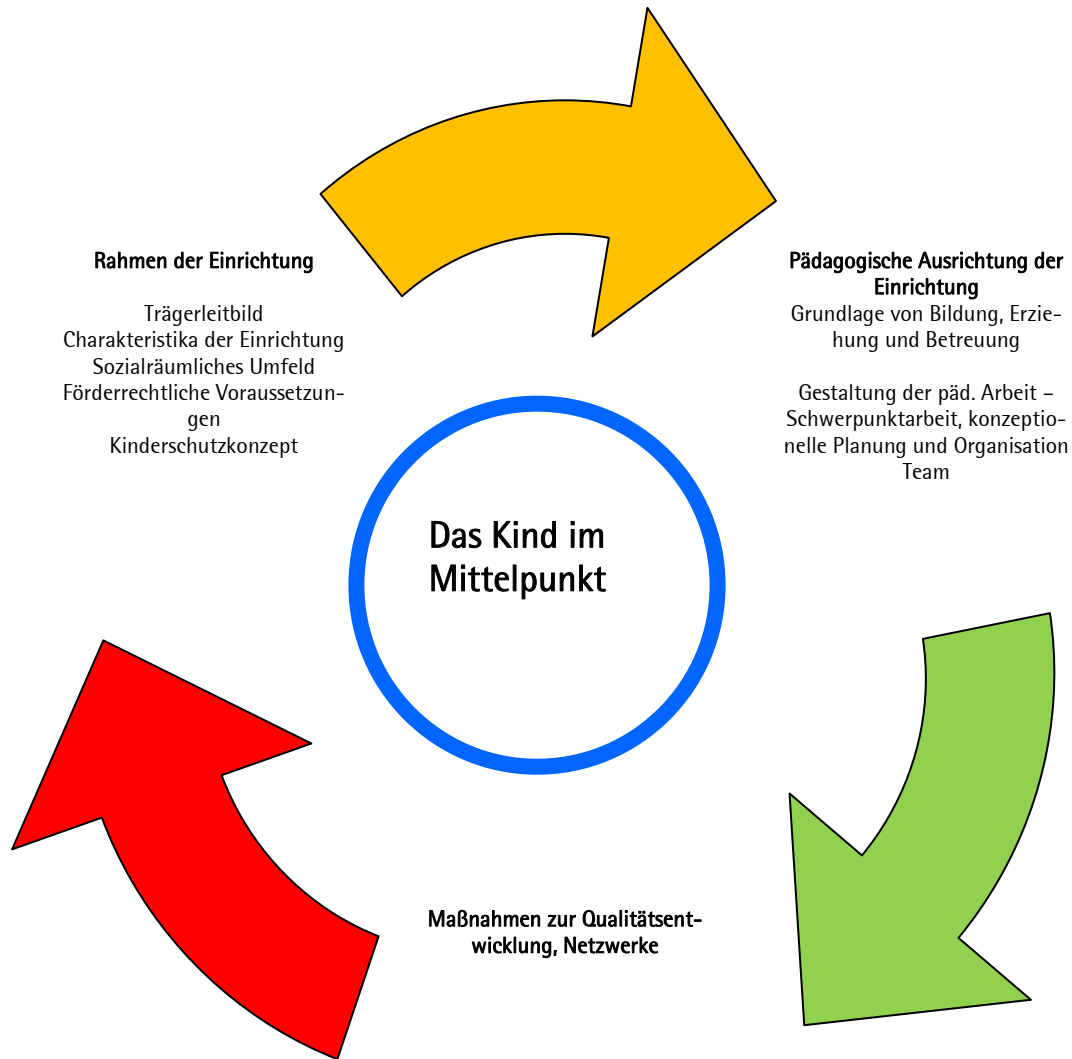 Rahmen der Einrichtung
Trägerleitbild
Charakteristika der Einrichtung
Sozialräumliches Umfeld
Förderrechtliche Voraussetzun-
gen
Kinderschutzkonzept
Pädagogische Ausrichtung der
Einrichtung
Grundlage von Bildung, Erzie-
hung und Betreuung
Gestaltung der päd. Arbeit –
Schwerpunktarbeit, konzeptio-
nelle Planung und Organisation
Team
Das Kind im
Mittelpunkt
Maßnahmen zur Qualitätsent-
wicklung, Netzwerke